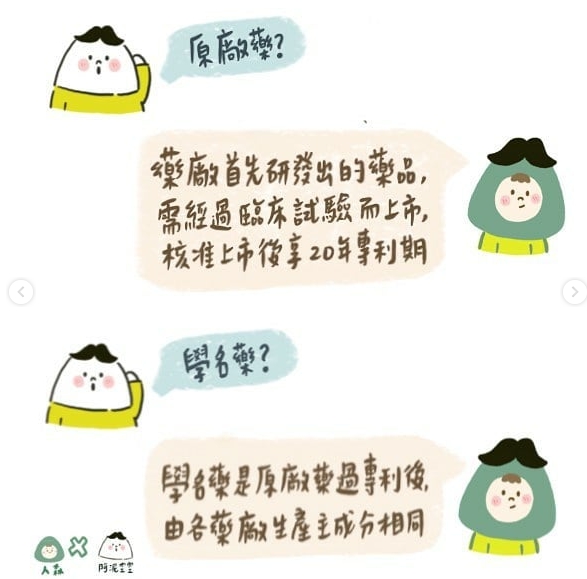 原廠藥?
藥廠首先研發出的藥品,
需經過臨床試驗而上市,
核准上市後享20年專利期
學名藥?
學名藥是原廠藥過專利後,
由各藥廠生產主成分相同
人森
阿泥雲雲